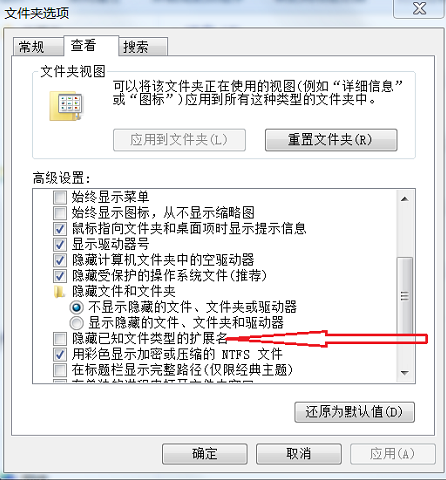 文件夹选项
常规 查看 搜索
文件夹视图
可以将该文件夹正在使用的视图(例如“详细信息”
或“图标”)应用到所有这种类型的文件夹中。
应用到文件夹(L) 重置文件夹(R)
高级设置:
始终显示菜单
始终显示图标，从不显示缩略图
鼠标指向文件夹和桌面项时显示提示信息
显示驱动器号
隐藏计算机文件夹中的空驱动器
隐藏受保护的操作系统文件(推荐)
隐藏文件和文件夹
不显示隐藏的文件、文件夹或驱动器
显示隐藏的文件、文件夹和驱动器
隐藏已知文件类型的扩展名
用彩色显示加密或压缩的 NTFS 文件
在标题栏显示完整路径(仅限经典主题)
还原为默认值(D)
确定 取消 应用(A)